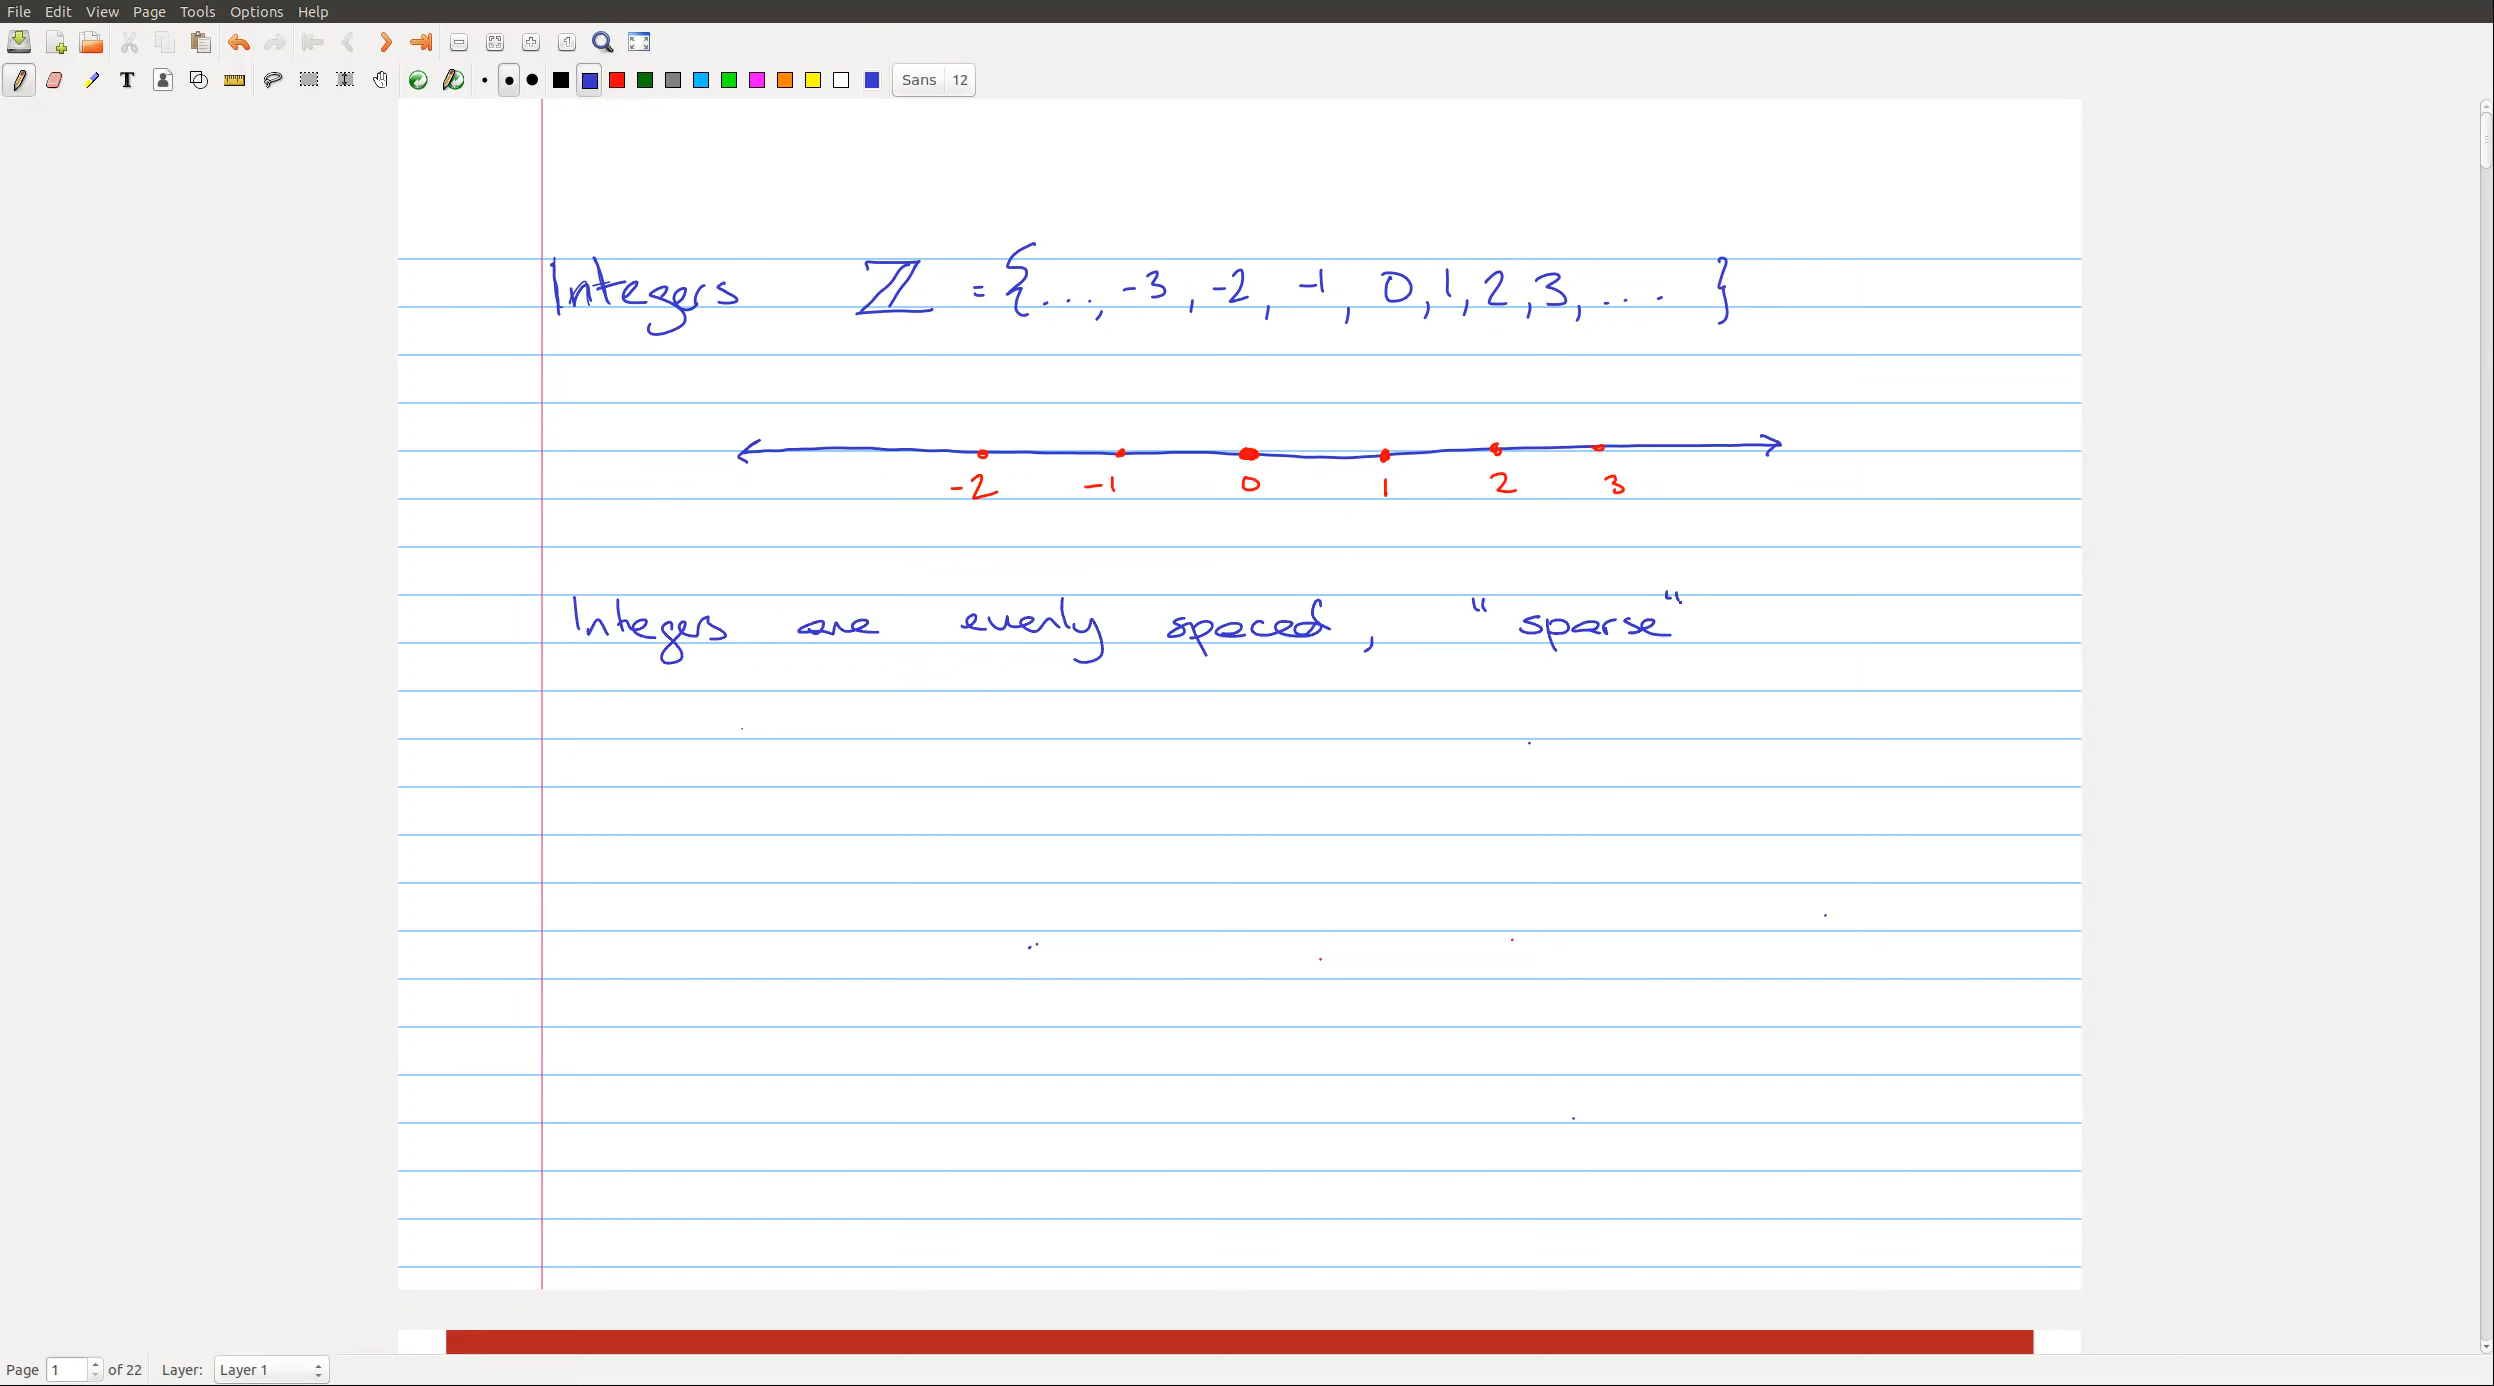 File Edit View Page Tools Options Help
T Sans 12
Integers ℤ = {..., -3, -2, -1, 0, 1, 2, 3, ... }
-2 -1 0 1 2 3
Integers are evenly spaced, "sparse"
Page 1 of 22 Layer: Layer 1